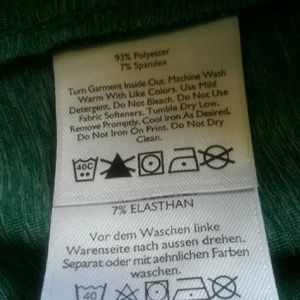 93% Polyester
7% Spandex
Turn Garment Inside Out. Machine Wash
Warm With Like Colors. Use Mild
Detergent, Do Not Bleach. Do Not Use
Fabric Softeners. Tumble Dry Low.
Remove Promptly. Cool Iron As Desired,
Do Not Iron On Print. Do Not Dry
Clean.
40C
7% ELASTHAN
Vor dem Waschen linke
Warenseite nach aussen drehen.
Separat oder mit aehnlichen Farben
waschen.
40